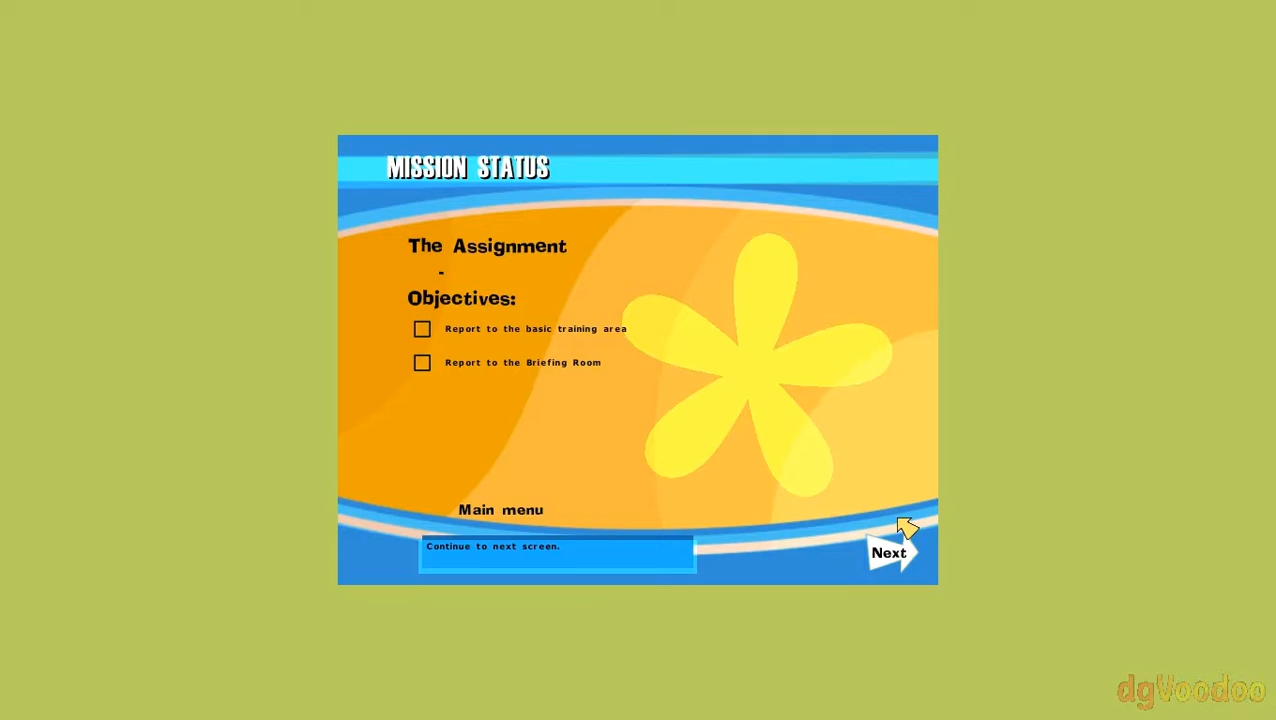 MISSION STATUS
The Assignment
-
Objectives:
Report to the basic training area
Report to the Briefing Room
Main menu
Continue to next screen.
Next
dgVoodoo